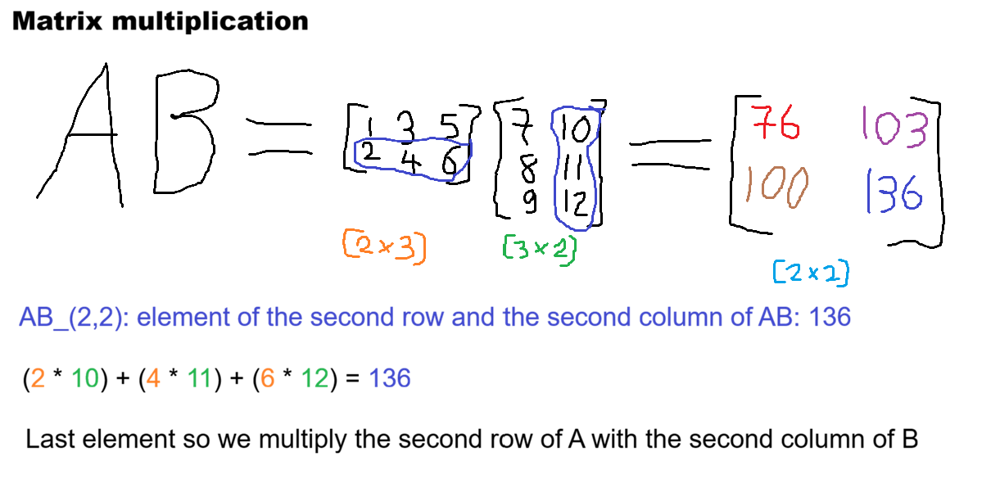 Matrix multiplication
AB = [1 3 5 [7 10 = [76 103
2 4 6] 8 11 100 136]
9 12]
[2×3] [3×2] [2×2]
AB_(2,2): element of the second row and the second column of AB: 136
(2 * 10) + (4 * 11) + (6 * 12) = 136
Last element so we multiply the second row of A with the second column of B